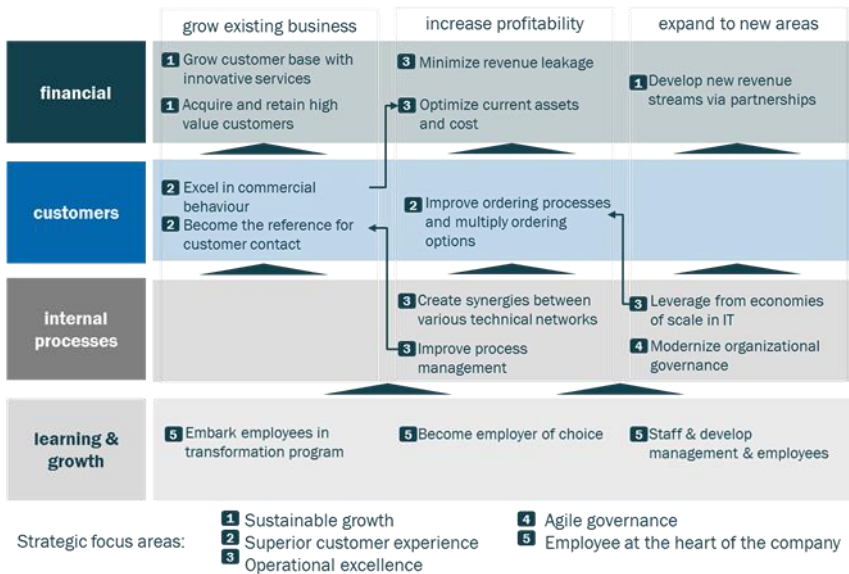 grow existing business
increase profitability
expand to new areas
financial
1 Grow customer base with
innovative services
1 Acquire and retain high
value customers
3 Minimize revenue leakage
3 Optimize current assets
and cost
1 Develop new revenue
streams via partnerships
customers
2 Excel in commercial
behaviour
2 Become the reference for
customer contact
2 Improve ordering processes
and multiply ordering
options
internal
processes
3 Create synergies between
various technical networks
3 Improve process
management
3 Leverage from economies
of scale in IT
4 Modernize organizational
governance
learning &
growth
5 Embark employees in
transformation program
5 Become employer of choice
5 Staff & develop
management & employees
Strategic focus areas:
1 Sustainable growth
2 Superior customer experience
3 Operational excellence
4 Agile governance
5 Employee at the heart of the company